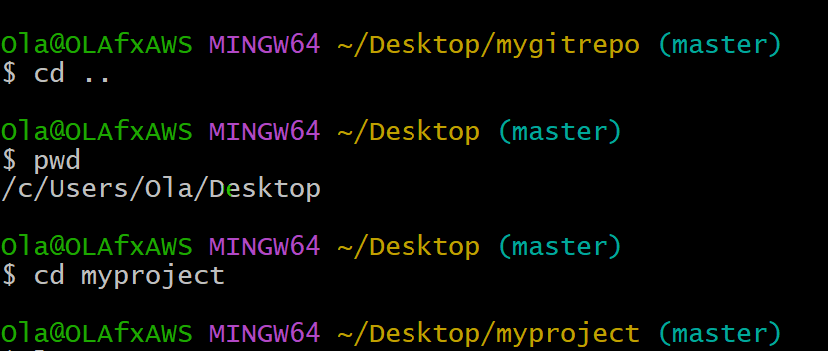 Ola@OLAfxAWS MINGW64 ~/Desktop/mygitrepo (master)
$ cd ..
Ola@OLAfxAWS MINGW64 ~/Desktop (master)
$ pwd
/c/Users/Ola/Desktop
Ola@OLAfxAWS MINGW64 ~/Desktop (master)
$ cd myproject
Ola@OLAfxAWS MINGW64 ~/Desktop/myproject (master)